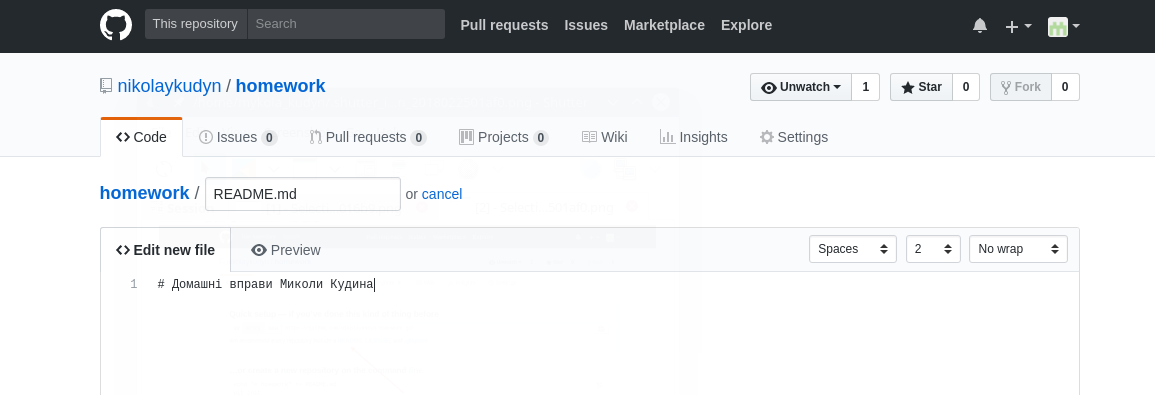 This repository Search Pull requests Issues Marketplace Explore
nikolaykudyn / homework Unwatch 1 Star 0 Fork 0
Code Issues 0 Pull requests 0 Projects 0 Wiki Insights Settings
homework / README.md or cancel
Edit new file Preview Spaces 2 No wrap
1 # Домашні вправи Миколи Кудина